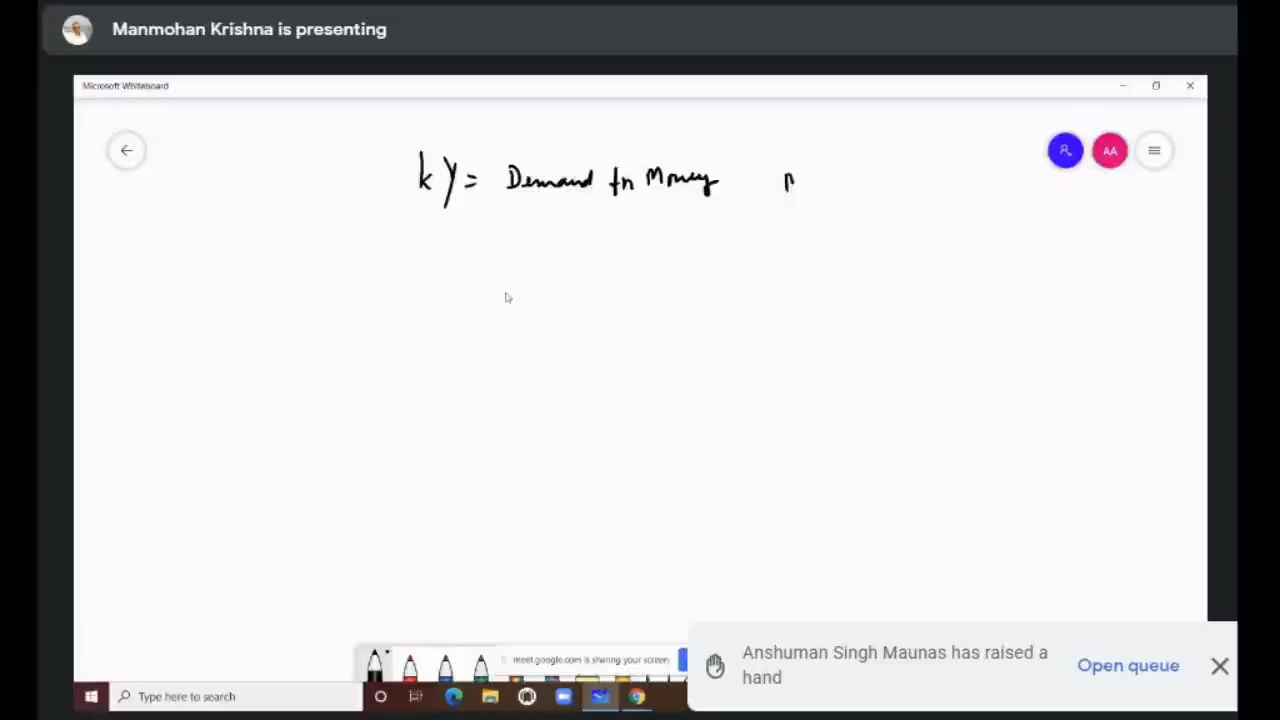 Manmohan Krishna is presenting
Microsoft Whiteboard
AA
k y = Demand for Money
meet.google.com is sharing your screen
Anshuman Singh Maunas has raised a
hand
Open queue
Type here to search